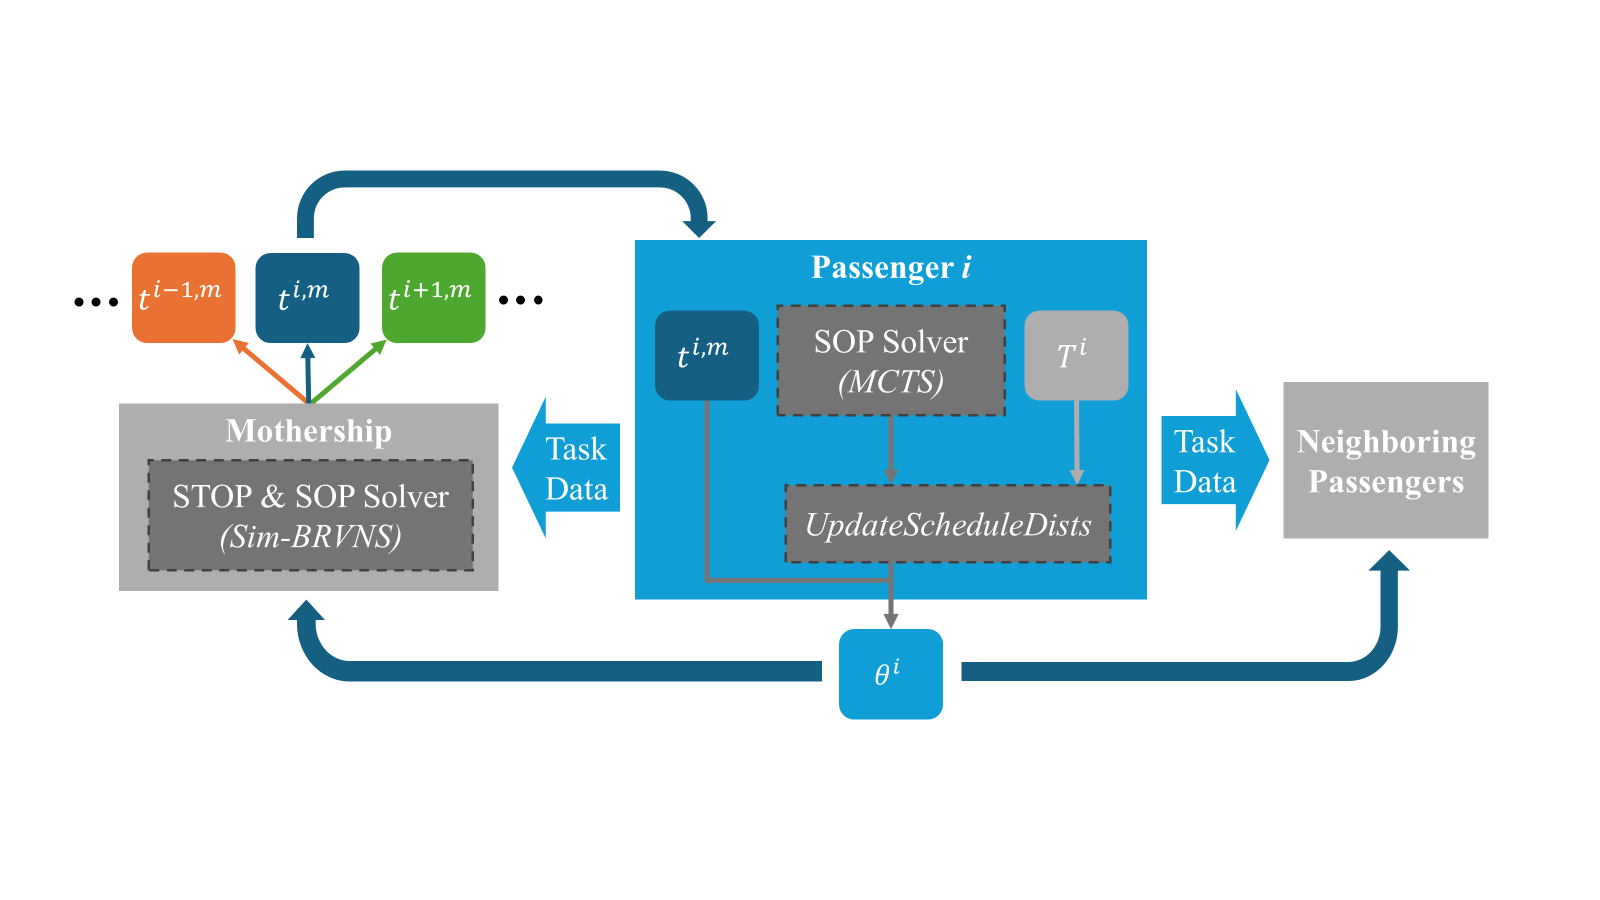 ••• t^{i−1,m} t^{i,m} t^{i+1,m} •••
Mothership
STOP & SOP Solver
(Sim-BRVNS)
Task
Data
Passenger i
t^{i,m}
SOP Solver
(MCTS)
T^i
UpdateScheduleDists
θ^i
Task
Data
Neighboring
Passengers